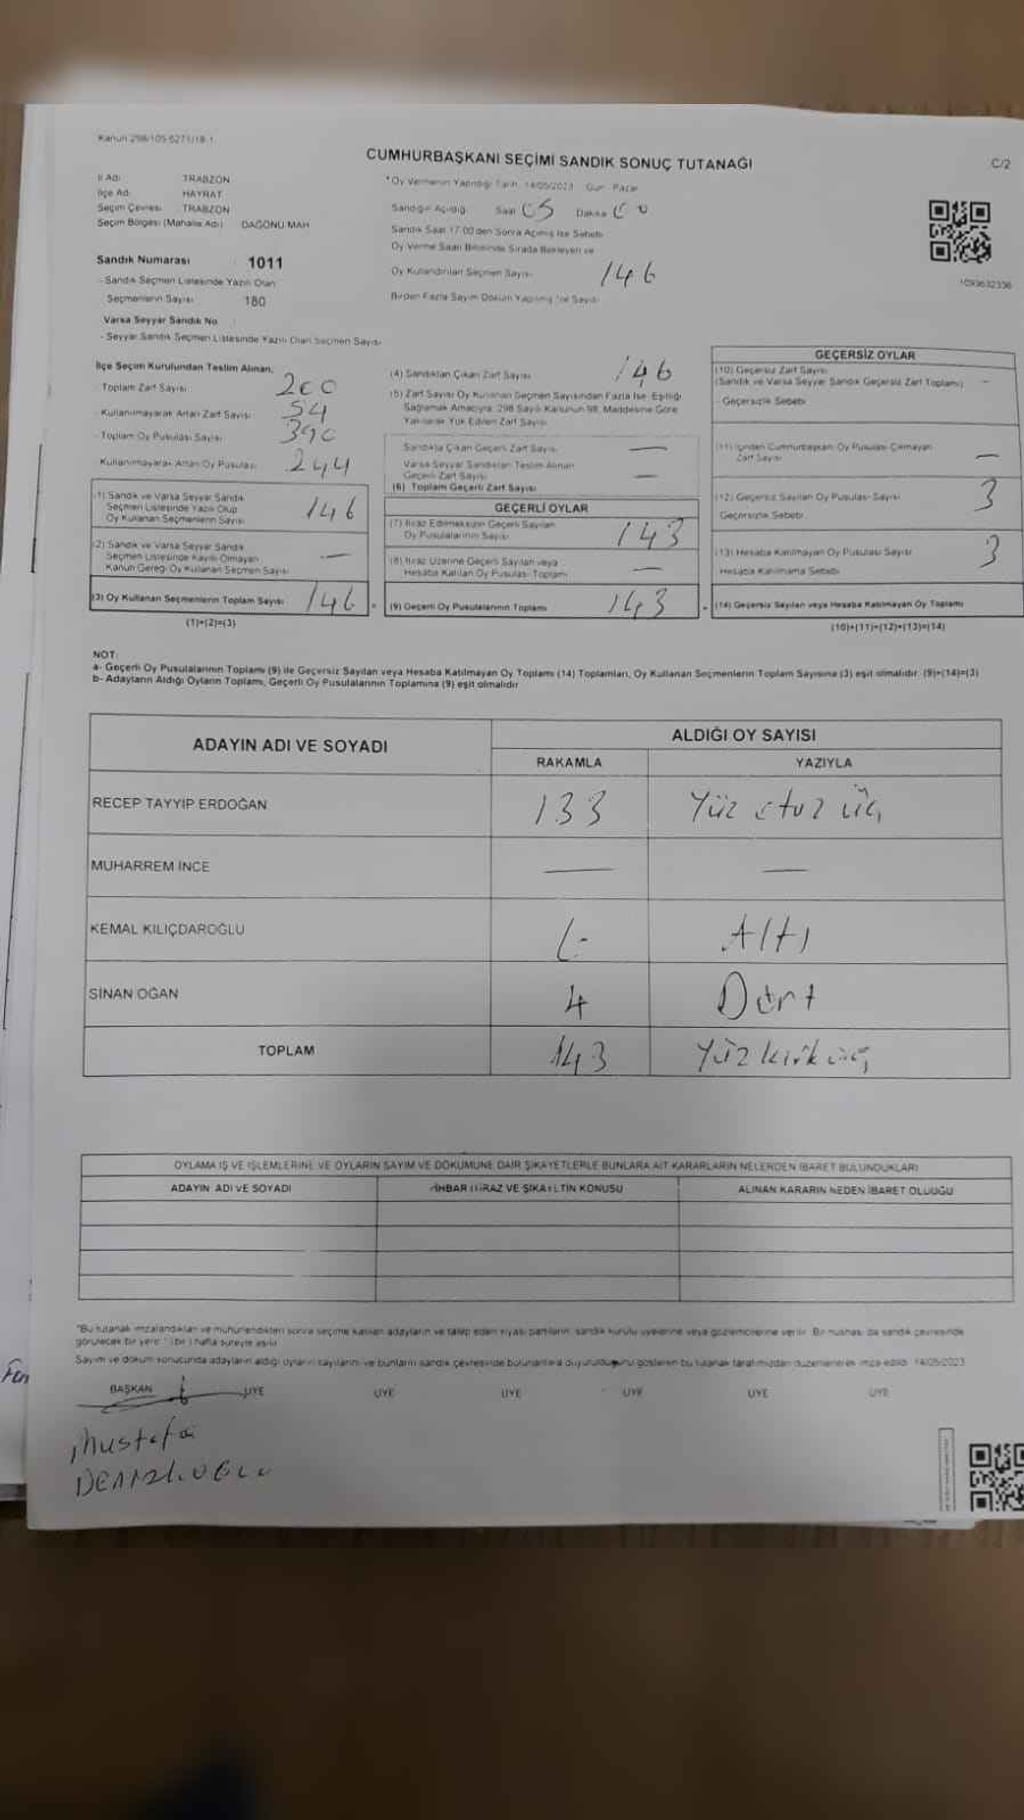 Kanun 298/105-6271/18-1
CUMHURBAŞKANI SEÇİMİ SANDIK SONUÇ TUTANAĞI
C/2
İl Adı: TRABZON
İlçe Adı: HAYRAT
Seçim Çevresi: TRABZON
Seçim Bölgesi (Mahalle Adı): DAĞÖNÜ MAH
Sandık Numarası: 1011
- Sandık Seçmen Listesinde Yazılı Olan
Seçmenlerin Sayısı: 180
Varsa Seyyar Sandık No
- Seyyar Sandık Seçmen Listesinde Yazılı Olan Seçmen Sayısı
*Oy Vermenin Yapıldığı Tarih: 14/05/2023 Gün: Pazar
Sandığın Açıldığı Saat Dakika
Sandık Saat 17:00'den Sonra Açılmış İse Sebebi
Oy Verme Saati Bitiminde Sırada Bekleyen ve
Oy Kullandırılan Seçmen Sayısı: 146
Birden Fazla Sayım Döküm Yapılmış İse Sayısı
İlçe Seçim Kurulundan Teslim Alınan;
Toplam Zarf Sayısı 200
- Kullanılmayarak Artan Zarf Sayısı 54
- Toplam Oy Pusulası Sayısı 390
Kullanılmayarak Artan Oy Pusulası 244
(1) Sandık ve Varsa Seyyar Sandık
Seçmen Listesinde Yazılı Olup
Oy Kullanan Seçmenlerin Sayısı 146
(2) Sandık ve Varsa Seyyar Sandık
Seçmen Listesinde Kayıtlı Olmayan
Kanun Gereği Oy Kullanan Seçmen Sayısı —
(3) Oy Kullanan Seçmenlerin Toplam Sayısı 146
(1)+(2)=(3)
(4) Sandıktan Çıkan Zarf Sayısı 146
(5) Zarf Sayısı Oy Kullanan Seçmen Sayısından Fazla İse; Eşitliği
Sağlamak Amacıyla, 298 Sayılı Kanunun 98. Maddesine Göre
Yakılarak Yok Edilen Zarf Sayısı
Sandıkta Çıkan Geçerli Zarf Sayısı —
Varsa Seyyar Sandıktan Teslim Alınan
Geçerli Zarf Sayısı —
(6) Toplam Geçerli Zarf Sayısı
GEÇERLİ OYLAR
(7) İtiraz Edilmeksizin Geçerli Sayılan
Oy Pusulalarının Sayısı 143
(8) İtiraz Üzerine Geçerli Sayılan veya
Hesaba Katılan Oy Pusulası Toplamı —
(9) Geçerli Oy Pusulalarının Toplamı 143
GEÇERSİZ OYLAR
(10) Geçersiz Zarf Sayısı
(Sandık ve Varsa Seyyar Sandık Geçersiz Zarf Toplamı) -
- Geçersizlik Sebebi
(11) İçinden Cumhurbaşkanı Oy Pusulası Çıkmayan
Zarf Sayısı —
(12) Geçersiz Sayılan Oy Pusulası Sayısı 3
Geçersizlik Sebebi
(13) Hesaba Katılmayan Oy Pusulası Sayısı 3
Hesaba Katılmama Sebebi
(14) Geçersiz Sayılan veya Hesaba Katılmayan Oy Toplamı
(10)+(11)+(12)+(13)=(14)
NOT:
a- Geçerli Oy Pusulalarının Toplamı (9) ile Geçersiz Sayılan veya Hesaba Katılmayan Oy Toplamı (14) Toplamları, Oy Kullanan Seçmenlerin Toplam Sayısına (3) eşit olmalıdır. (9)+(14)=(3)
b- Adayların Aldığı Oyların Toplamı, Geçerli Oy Pusulalarının Toplamına (9) eşit olmalıdır
ADAYIN ADI VE SOYADI
ALDIĞI OY SAYISI
RAKAMLA YAZIYLA
RECEP TAYYİP ERDOĞAN 133 Yüz otuz üç
MUHARREM İNCE — —
KEMAL KILIÇDAROĞLU Altı
SİNAN OĞAN 4 Dört
TOPLAM 143 Yüz kırk üç
OYLAMA İŞ VE İŞLEMLERİNE VE OYLARIN SAYIM VE DÖKÜMÜNE DAİR ŞİKAYETLERLE BUNLARA AİT KARARLARIN NELERDEN İBARET BULUNDUKLARI
ADAYIN ADI VE SOYADI İHBAR İTİRAZ VE ŞİKAYETİN KONUSU ALINAN KARARIN NEDEN İBARET OLDUĞU
*Bu tutanak imzalandıktan ve mühürlendikten sonra seçime katılan adayların ve talep eden siyasi partilerin, sandık kurulu üyelerine veya gözlemcilerine verilir. Bir nüshası da sandık çevresinde
görülecek bir yere 1 (bir) hafta süreyle asılır.
Sayım ve döküm sonucunda adayların aldığı oyların sayılarını ve bunların sandık çevresinde bulunanlara duyurulduğunu gösteren bu tutanak tarafımızdan düzenlenerek imza edildi. 14/05/2023
BAŞKAN ÜYE ÜYE ÜYE ÜYE ÜYE ÜYE
Mustafa